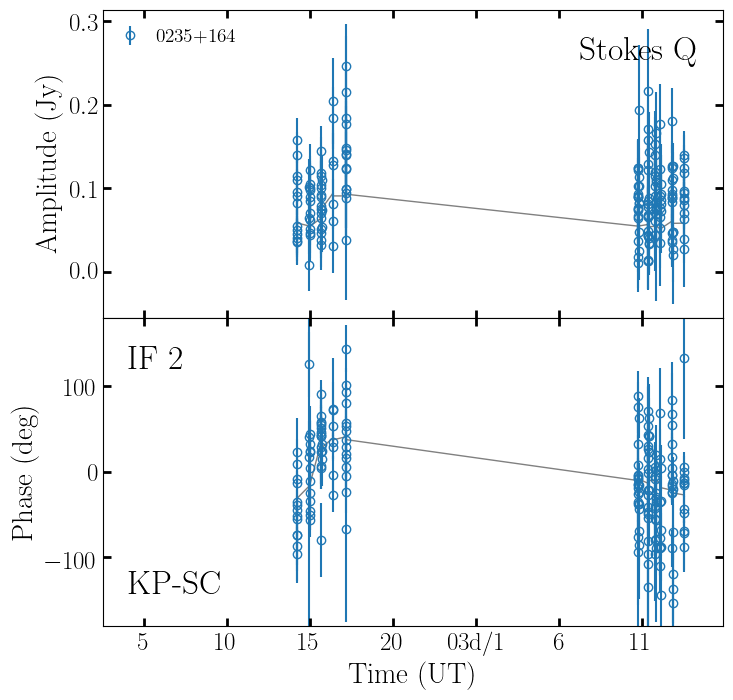 0235+164
Stokes Q
0.3
0.2
0.1
0.0
Amplitude (Jy)
IF 2
100
0
−100
Phase (deg)
KP-SC
5 10 15 20 03d/1 6 11
Time (UT)